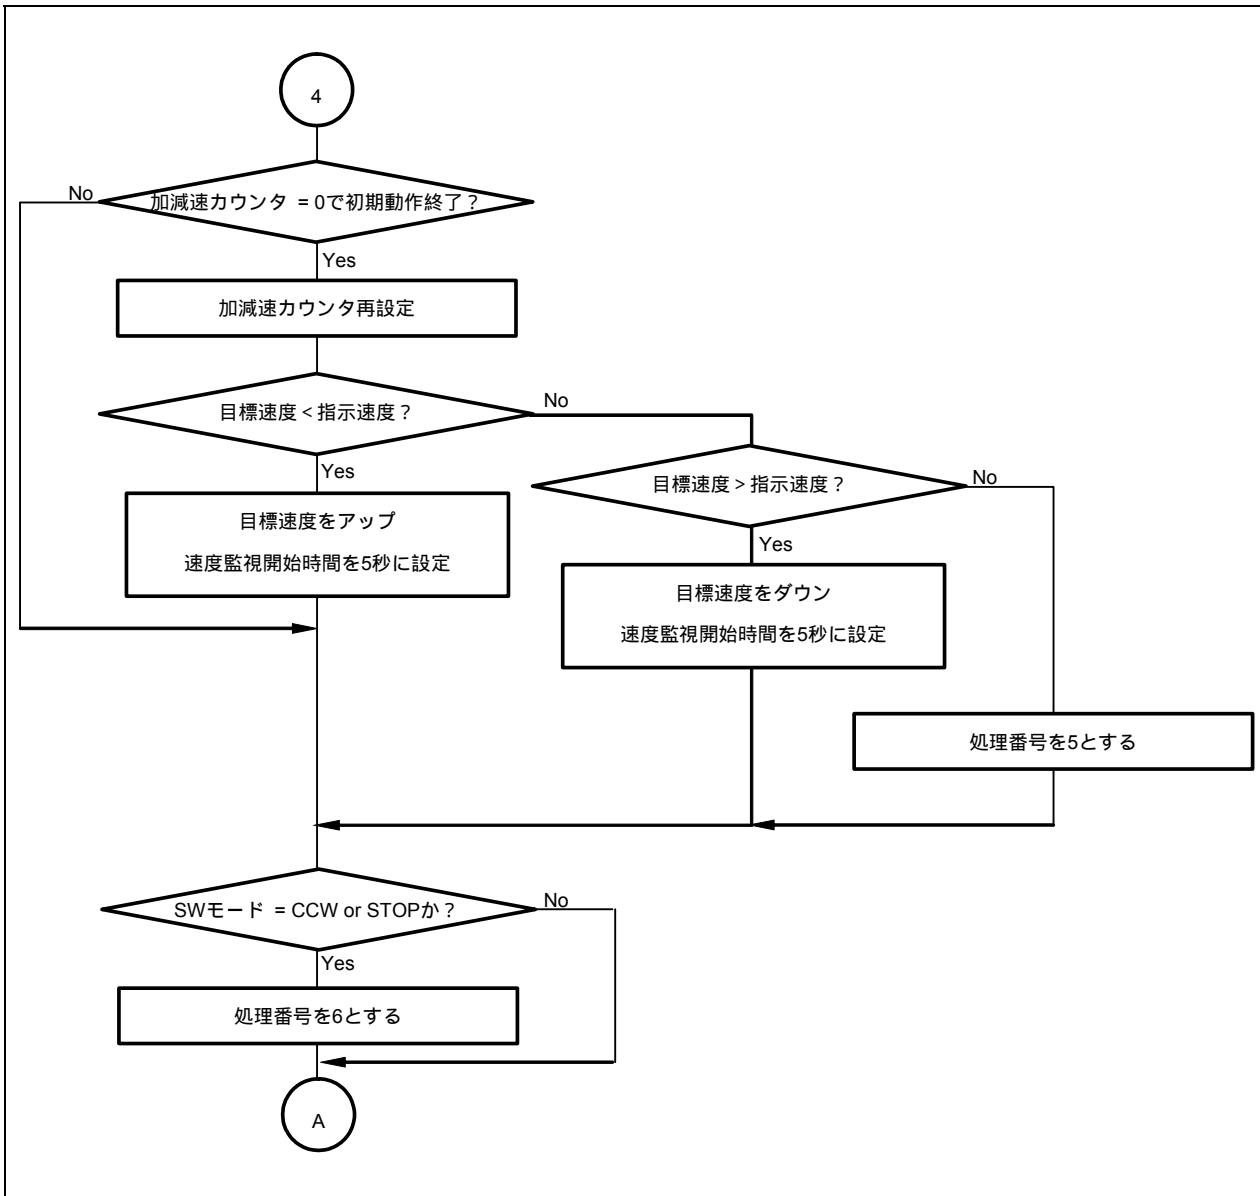 4
No
加減速カウンタ = 0で初期動作終了？
Yes
加減速カウンタ再設定
目標速度＜指示速度？
No
Yes
目標速度＞指示速度？
No
目標速度をアップ
速度監視開始時間を5秒に設定
Yes
目標速度をダウン
速度監視開始時間を5秒に設定
処理番号を5とする
SWモード = CCW or STOPか？
No
Yes
処理番号を6とする
A